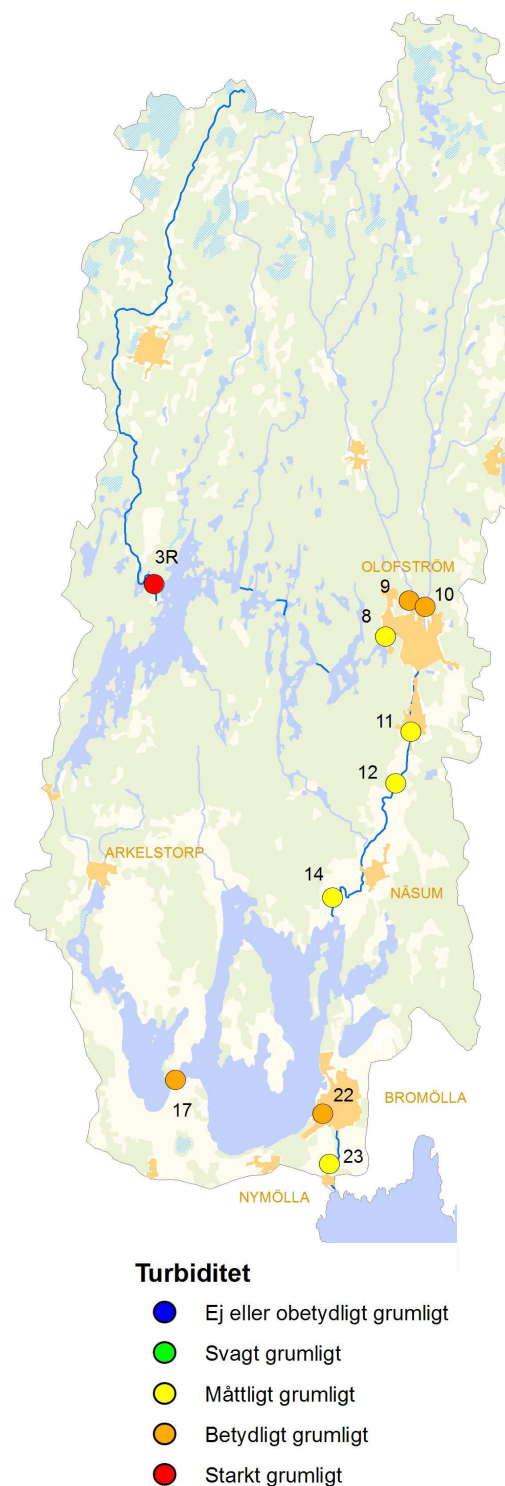 3R
OLOFSTRÖM
9
10
8
11
12
ARKELSTORP
14
NÄSUM
17
22
BROMÖLLA
23
NYMÖLLA
Turbiditet
Ej eller obetydligt grumligt
Svagt grumligt
Måttligt grumligt
Betydligt grumligt
Starkt grumligt